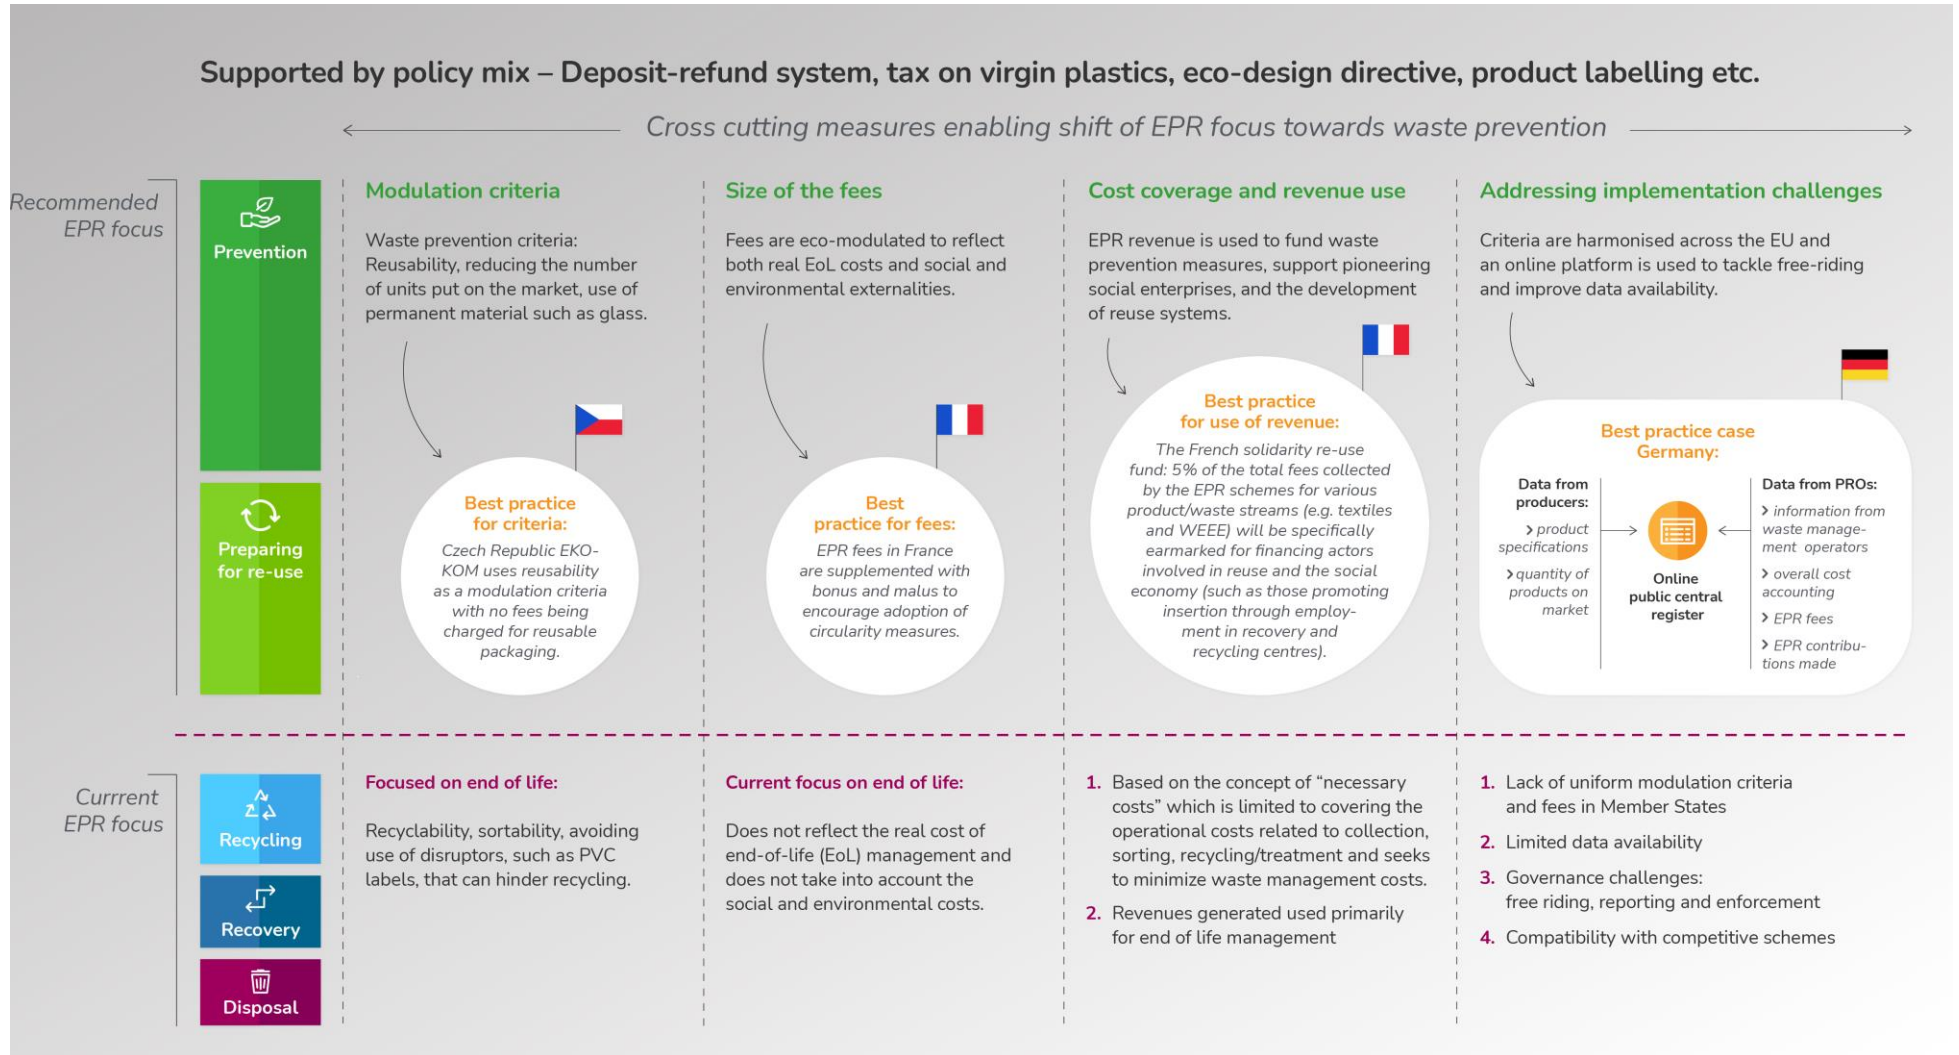 Supported by policy mix – Deposit-refund system, tax on virgin plastics, eco-design directive, product labelling etc.
Cross cutting measures enabling shift of EPR focus towards waste prevention
Recommended
EPR focus
Prevention
Preparing
for re-use
Modulation criteria
Waste prevention criteria:
Reusability, reducing the number
of units put on the market, use of
permanent material such as glass.
Best practice
for criteria:
Czech Republic EKO-
KOM uses reusability
as a modulation criteria
with no fees being
charged for reusable
packaging.
Size of the fees
Fees are eco-modulated to reflect
both real EoL costs and social and
environmental externalities.
Best
practice for fees:
EPR fees in France
are supplemented with
bonus and malus to
encourage adoption of
circularity measures.
Cost coverage and revenue use
EPR revenue is used to fund waste
prevention measures, support pioneering
social enterprises, and the development
of reuse systems.
Best practice
for use of revenue:
The French solidarity re-use
fund: 5% of the total fees collected
by the EPR schemes for various
product/waste streams (e.g. textiles
and WEEE) will be specifically
earmarked for financing actors
involved in reuse and the social
economy (such as those promoting
insertion through employ-
ment in recovery and
recycling centres).
Addressing implementation challenges
Criteria are harmonised across the EU and
an online platform is used to tackle free-riding
and improve data availability.
Best practice case
Germany:
Data from
producers:
> product
specifications
> quantity of
products on
market
Online
public central
register
Data from PROs:
> information from
waste manage-
ment operators
> overall cost
accounting
> EPR fees
> EPR contribu-
tions made
Currrent
EPR focus
Recycling
Recovery
Disposal
Focused on end of life:
Recyclability, sortability, avoiding
use of disruptors, such as PVC
labels, that can hinder recycling.
Current focus on end of life:
Does not reflect the real cost of
end-of-life (EoL) management and
does not take into account the
social and environmental costs.
1. Based on the concept of “necessary
costs” which is limited to covering the
operational costs related to collection,
sorting, recycling/treatment and seeks
to minimize waste management costs.
2. Revenues generated used primarily
for end of life management
1. Lack of uniform modulation criteria
and fees in Member States
2. Limited data availability
3. Governance challenges:
free riding, reporting and enforcement
4. Compatibility with competitive schemes